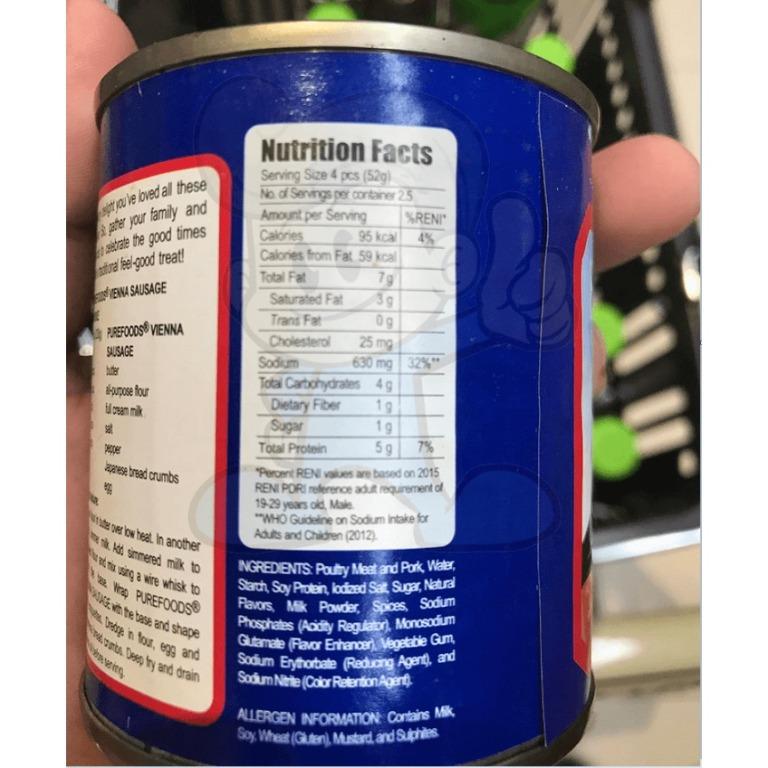 delight you've loved all these
So, gather your family and
to celebrate the good times
traditional feel-good treat!
VIENNA SAUSAGE
PUREFOODS® VIENNA
SAUSAGE
butter
all-purpose flour
full cream milk
salt
pepper
Japanese bread crumbs
egg
butter over low heat. In another
milk. Add simmered milk to
and mix using a wire whisk to
base. Wrap PUREFOODS®
SAUSAGE with the base and shape
Dredge in flour, egg and
bread crumbs. Deep fry and drain
before serving.
Nutrition Facts
Serving Size 4 pcs (52g)
No. of Servings per container 2.5
Amount per Serving %RENI*
Calories 95 kcal 4%
Calories from Fat 59 kcal
Total Fat 7 g
Saturated Fat 3 g
Trans Fat 0 g
Cholesterol 25 mg
Sodium 630 mg 32%**
Total Carbohydrates 4 g
Dietary Fiber 1 g
Sugar 1 g
Total Protein 5 g 7%
*Percent RENI values are based on 2015
RENI PDRI reference adult requirement of
19-29 years old, Male.
**WHO Guideline on Sodium Intake for
Adults and Children (2012).
INGREDIENTS: Poultry Meat and Pork, Water,
Starch, Soy Protein, Iodized Salt, Sugar, Natural
Flavors, Milk Powder, Spices, Sodium
Phosphates (Acidity Regulator), Monosodium
Glutamate (Flavor Enhancer), Vegetable Gum,
Sodium Erythorbate (Reducing Agent), and
Sodium Nitrite (Color Retention Agent).
ALLERGEN INFORMATION: Contains Milk,
Soy, Wheat (Gluten), Mustard, and Sulphites.